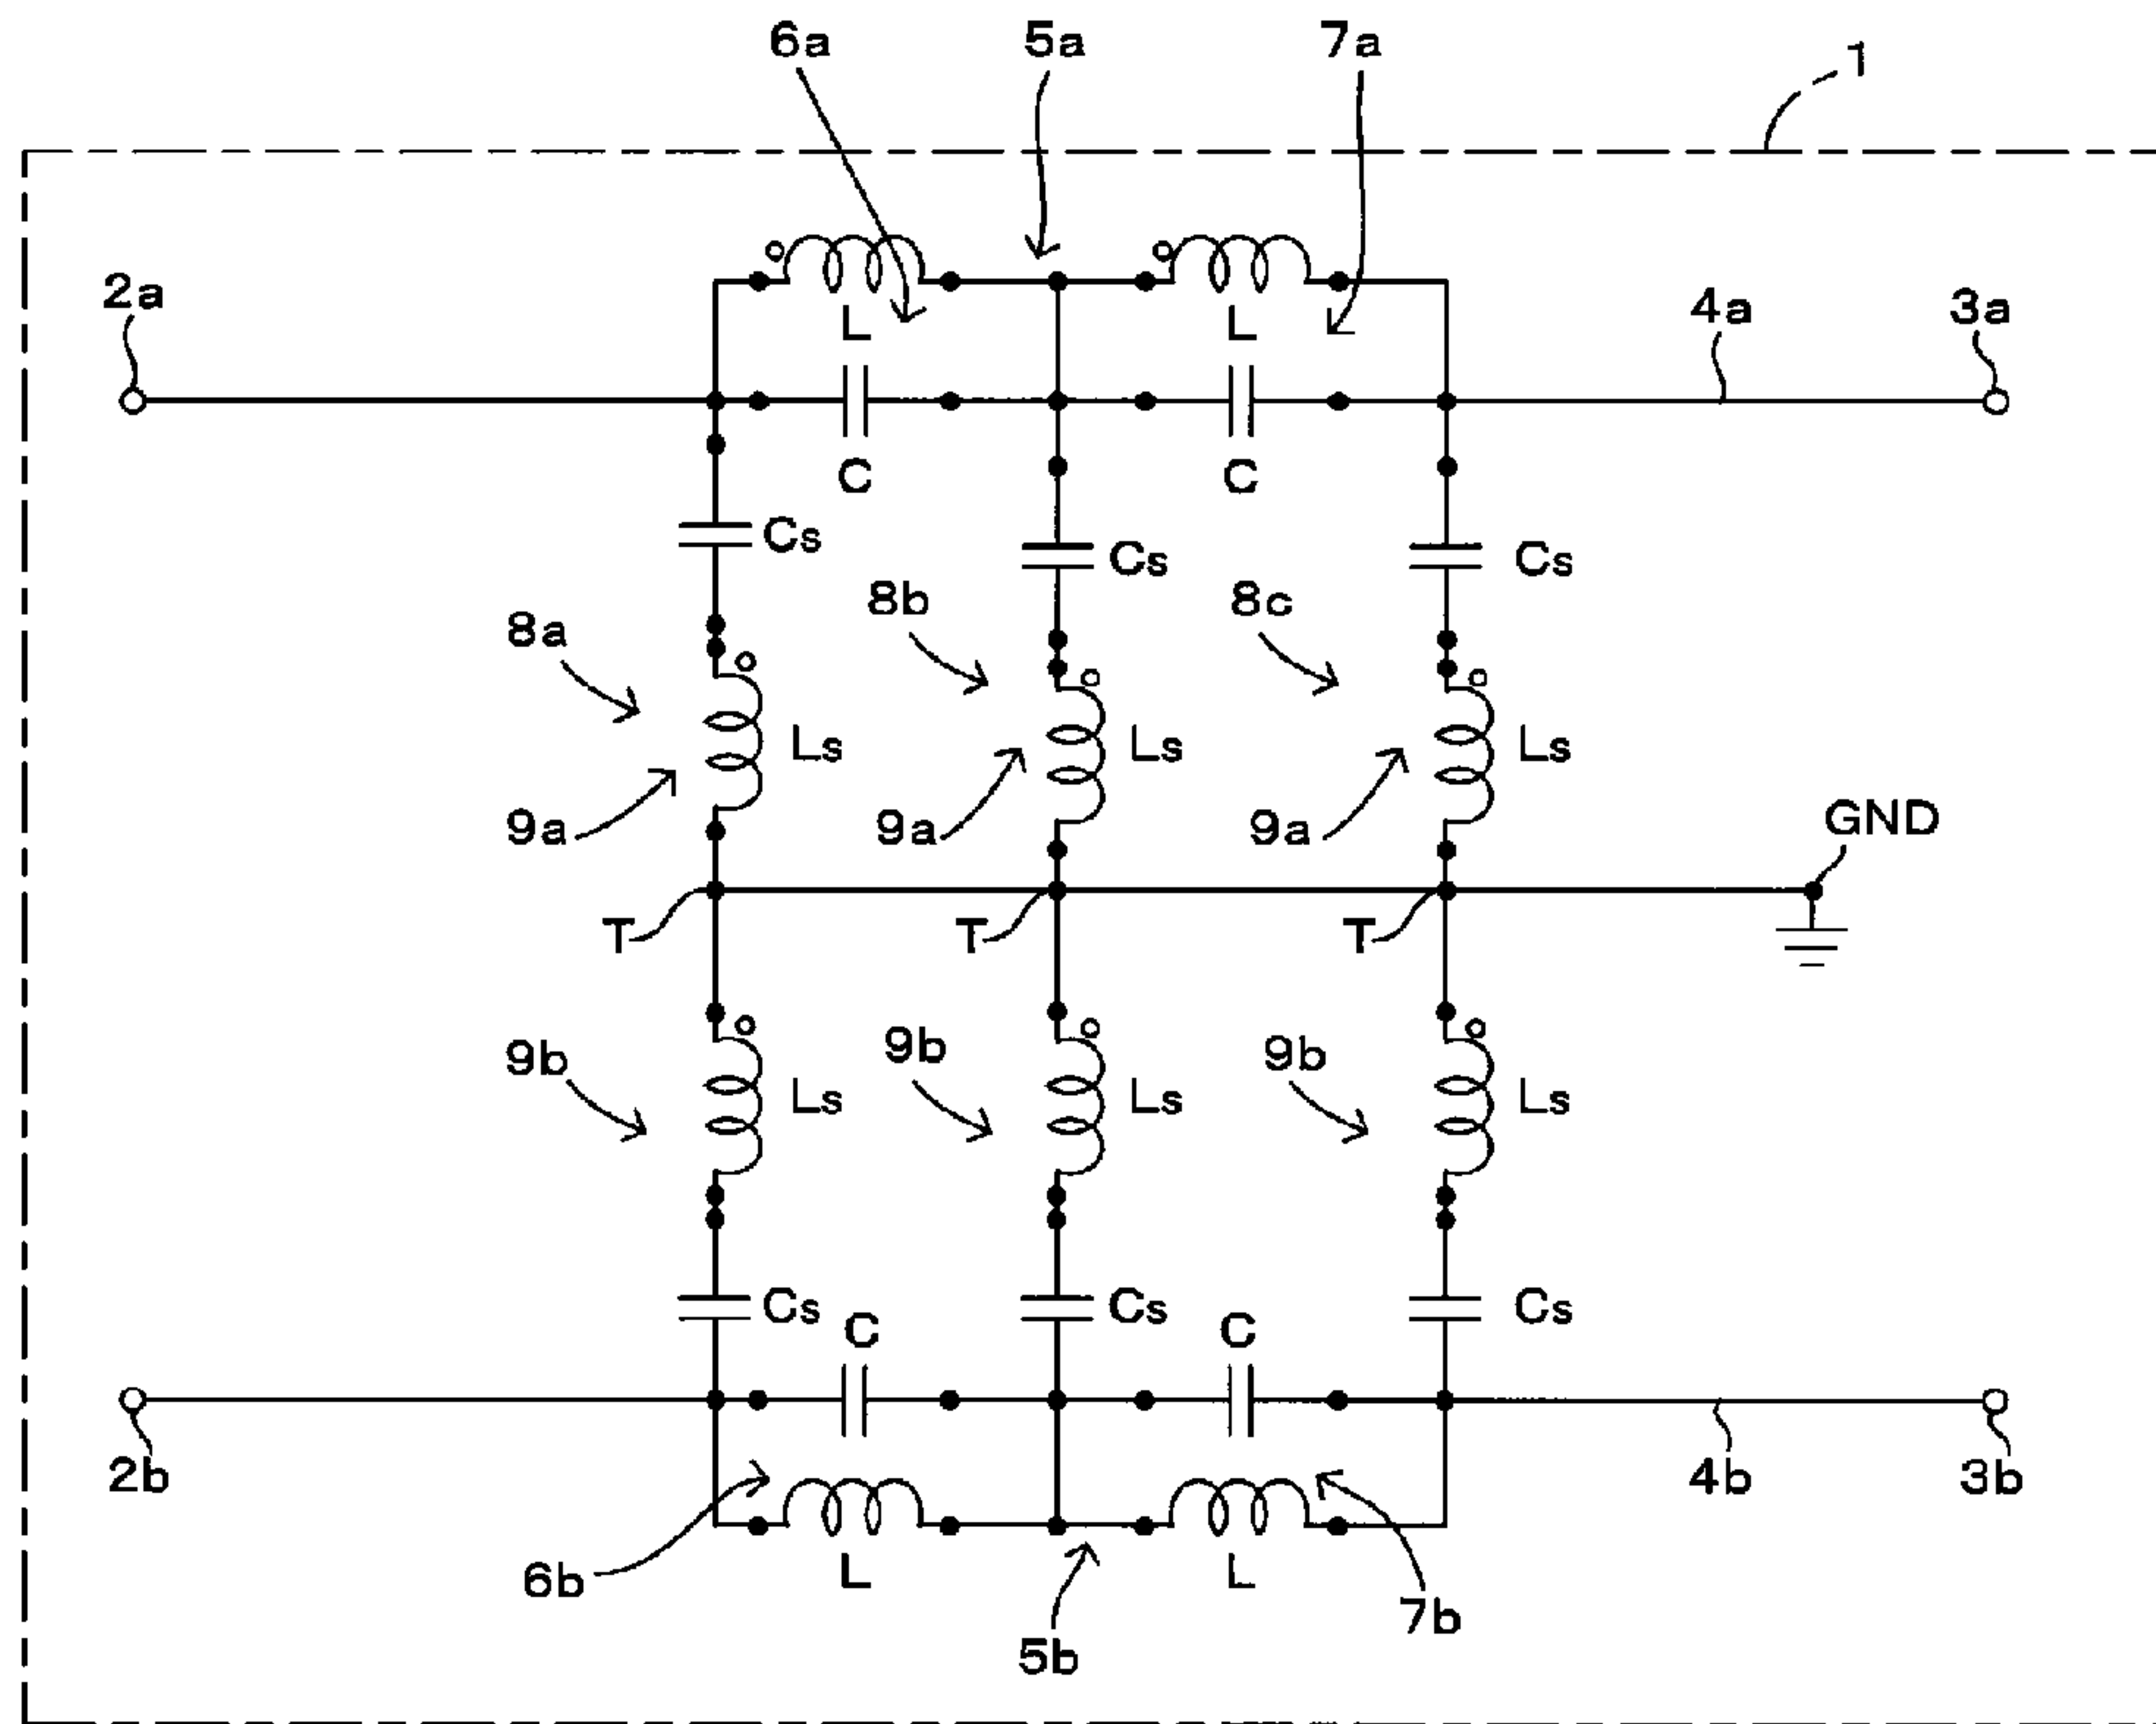 6a 5a 7a 1
2a 4a 3a
L L
C C
Cs Cs Cs
8a 8b 8c
Ls Ls Ls
9a 9a 9a GND
T T T
9b 9b 9b
Ls Ls Ls
Cs C Cs C Cs
2b 4b 3b
6b L L 7b
5b